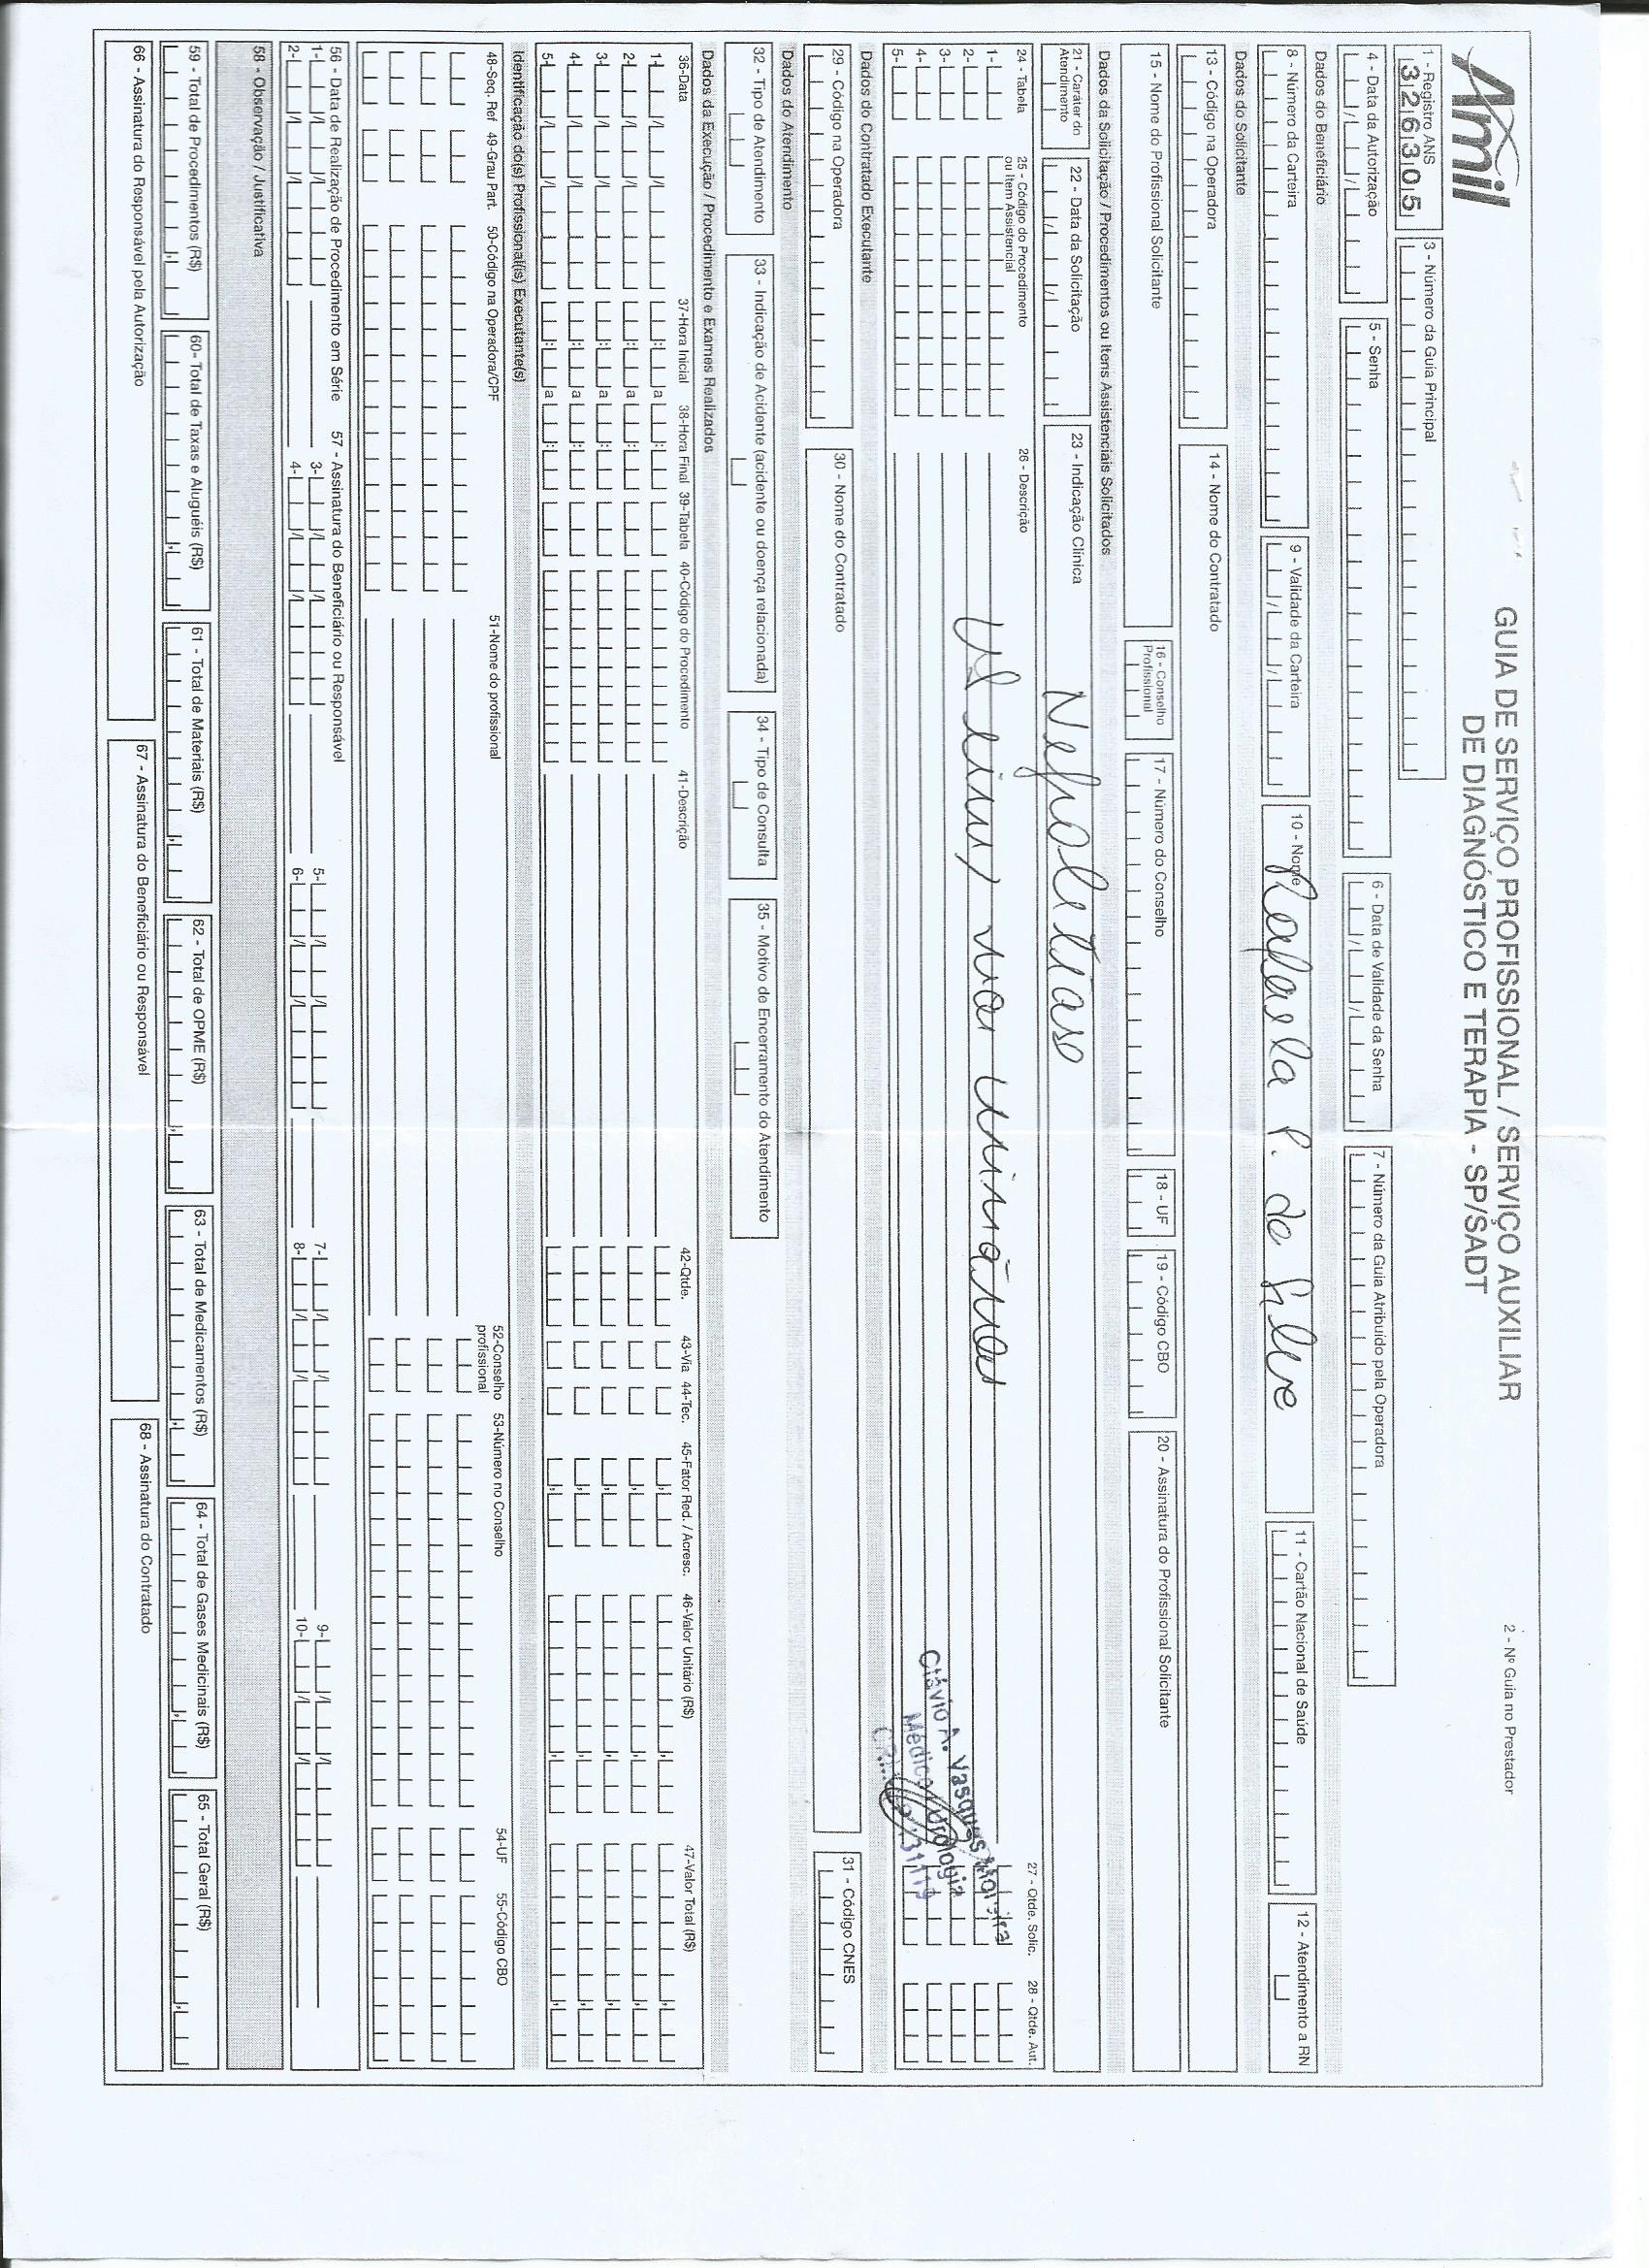 Amil
GUIA DE SERVIÇO PROFISSIONAL / SERVIÇO AUXILIAR
DE DIAGNÓSTICO E TERAPIA - SP/SADT
2 - Nº Guia no Prestador
1 - Registro ANS
326305
3 - Número da Guia Principal
4 - Data da Autorização
5 - Senha
6 - Data de Validade da Senha
7 - Número da Guia Atribuído pela Operadora
Dados do Beneficiário
8 - Número da Carteira
9 - Validade da Carteira
10 - Nome
Rafaela P. da Silva
11 - Cartão Nacional de Saúde
12 - Atendimento a RN
Dados do Solicitante
13 - Código na Operadora
14 - Nome do Contratado
15 - Nome do Profissional Solicitante
16 - Conselho
Profissional
17 - Número do Conselho
18 - UF
19 - Código CBO
20 - Assinatura do Profissional Solicitante
Dados da Solicitação / Procedimentos ou Itens Assistenciais Solicitados
21 - Caráter do
Atendimento
22 - Data da Solicitação
23 - Indicação Clínica
Nefrolitíase
24 - Tabela
25 - Código do Procedimento
ou Item Assistencial
26 - Descrição
27 - Qtde. Solic.
28 - Qtde. Aut.
1-
2-
3-
4-
5-
vias urinárias
A. Vasques
Médico Urologia
31119
Dados do Contratado Executante
29 - Código na Operadora
30 - Nome do Contratado
31 - Código CNES
Dados do Atendimento
32 - Tipo de Atendimento
33 - Indicação de Acidente (acidente ou doença relacionada)
34 - Tipo de Consulta
35 - Motivo de Encerramento do Atendimento
Dados da Execução / Procedimento e Exames Realizados
36-Data
37-Hora Inicial
38-Hora Final
39-Tabela
40-Código do Procedimento
41-Descrição
42-Qtde.
43-Via
44-Tec.
45-Fator Red. / Acresc.
46-Valor Unitário (R$)
47-Valor Total (R$)
1- a
2- a
3- a
4- a
5- a
Identificação do(s) Profissional(is) Executante(s)
48-Seq. Ref
49-Grau Part.
50-Código na Operadora/CPF
51-Nome do profissional
52-Conselho
profissional
53-Número no Conselho
54-UF
55-Código CBO
56 - Data de Realização de Procedimento em Série
57 - Assinatura do Beneficiário ou Responsável
1- 3- 5- 7- 9-
2- 4- 6- 8- 10-
58 - Observação / Justificativa
59 - Total de Procedimentos (R$)
60- Total de Taxas e Aluguéis (R$)
61 - Total de Materiais (R$)
62 - Total de OPME (R$)
63 - Total de Medicamentos (R$)
64 - Total de Gases Medicinais (R$)
65 - Total Geral (R$)
66 - Assinatura do Responsável pela Autorização
67 - Assinatura do Beneficiário ou Responsável
68 - Assinatura do Contratado